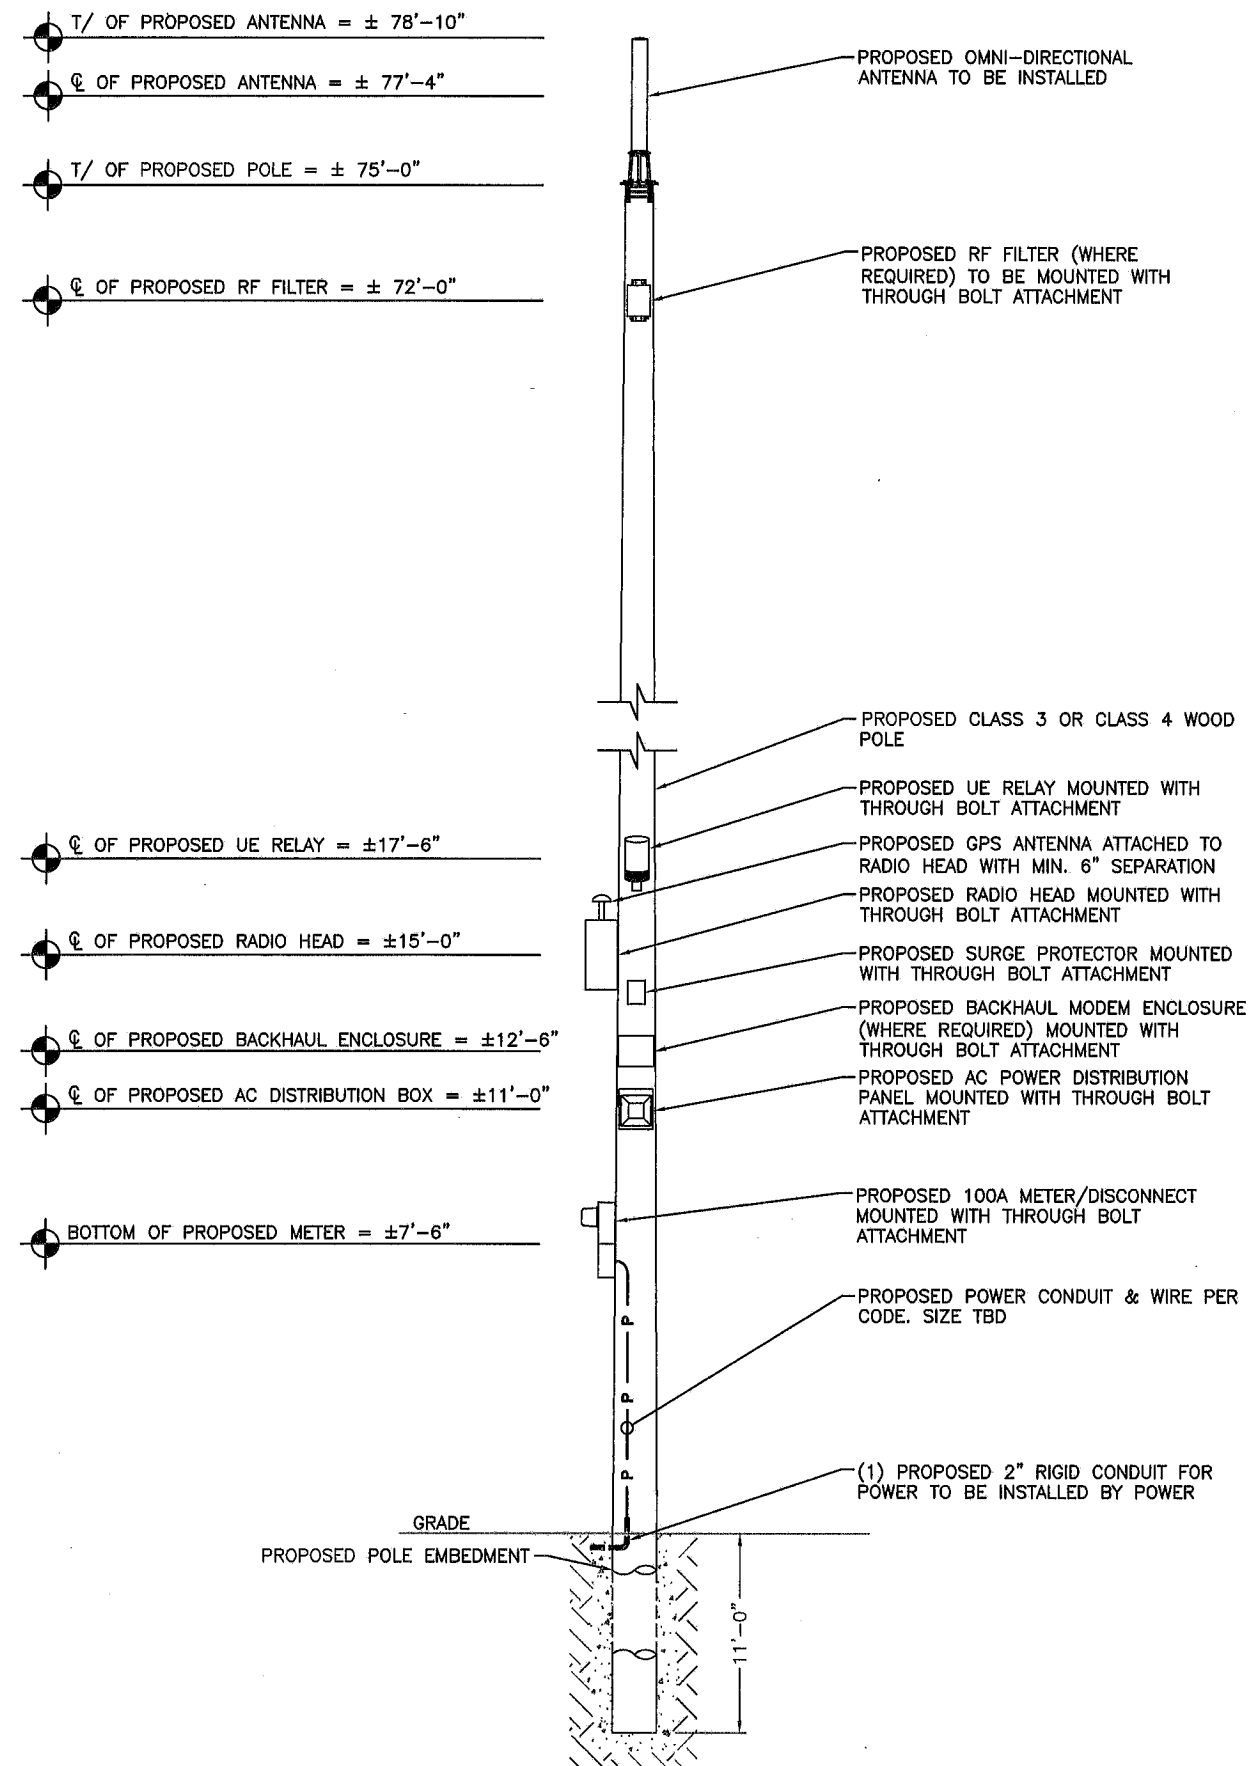 T/ OF PROPOSED ANTENNA = ± 78'-10"
℄ OF PROPOSED ANTENNA = ± 77'-4"
T/ OF PROPOSED POLE = ± 75'-0"
℄ OF PROPOSED RF FILTER = ± 72'-0"
PROPOSED OMNI-DIRECTIONAL
ANTENNA TO BE INSTALLED
PROPOSED RF FILTER (WHERE
REQUIRED) TO BE MOUNTED WITH
THROUGH BOLT ATTACHMENT
PROPOSED CLASS 3 OR CLASS 4 WOOD
POLE
PROPOSED UE RELAY MOUNTED WITH
THROUGH BOLT ATTACHMENT
PROPOSED GPS ANTENNA ATTACHED TO
RADIO HEAD WITH MIN. 6" SEPARATION
PROPOSED RADIO HEAD MOUNTED WITH
THROUGH BOLT ATTACHMENT
PROPOSED SURGE PROTECTOR MOUNTED
WITH THROUGH BOLT ATTACHMENT
PROPOSED BACKHAUL MODEM ENCLOSURE
(WHERE REQUIRED) MOUNTED WITH
THROUGH BOLT ATTACHMENT
PROPOSED AC POWER DISTRIBUTION
PANEL MOUNTED WITH THROUGH BOLT
ATTACHMENT
PROPOSED 100A METER/DISCONNECT
MOUNTED WITH THROUGH BOLT
ATTACHMENT
PROPOSED POWER CONDUIT & WIRE PER
CODE. SIZE TBD
(1) PROPOSED 2" RIGID CONDUIT FOR
POWER TO BE INSTALLED BY POWER
℄ OF PROPOSED UE RELAY = ±17'-6"
℄ OF PROPOSED RADIO HEAD = ±15'-0"
℄ OF PROPOSED BACKHAUL ENCLOSURE = ±12'-6"
℄ OF PROPOSED AC DISTRIBUTION BOX = ±11'-0"
BOTTOM OF PROPOSED METER = ±7'-6"
P
P
P
GRADE
PROPOSED POLE EMBEDMENT
11'-0"